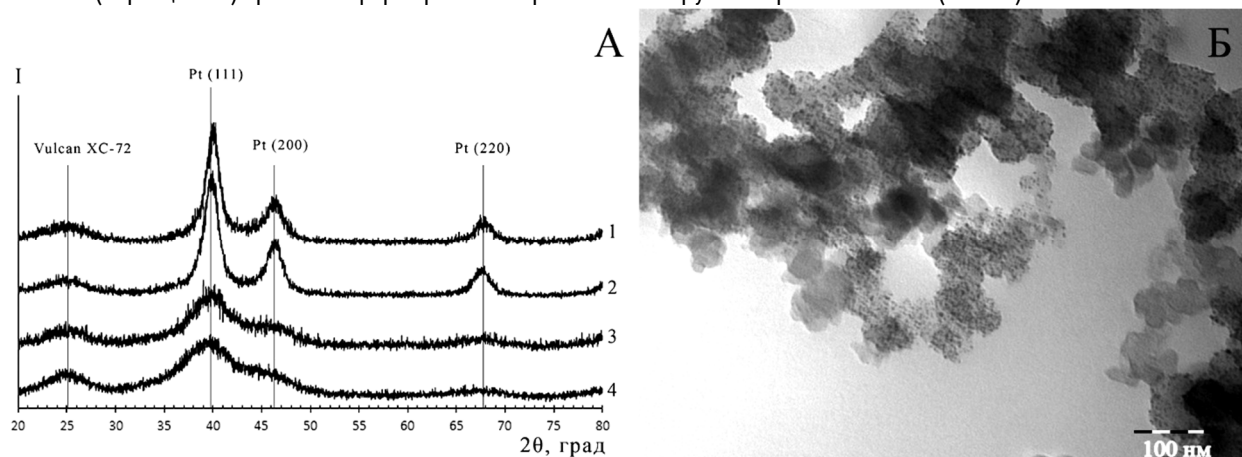 А
I
Pt (111)
Vulcan XC-72
Pt (200)
Pt (220)
1
2
3
4
20 25 30 35 40 45 50 55 60 65 70 75 80
2θ, град
Б
100 нм